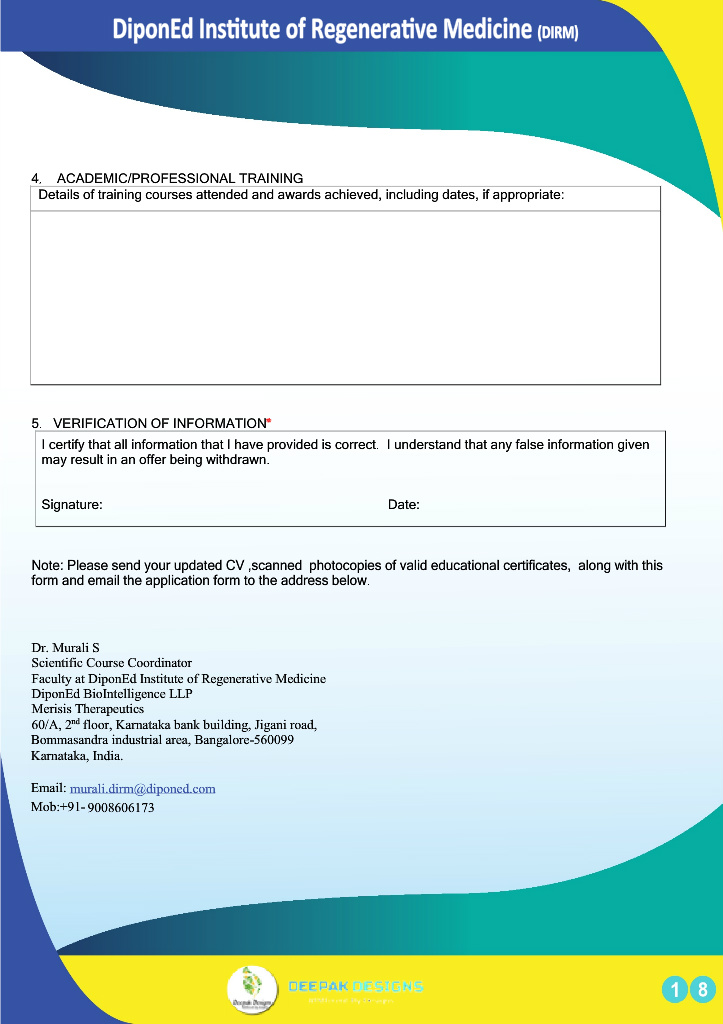 DiponEd Institute of Regenerative Medicine (DIRM)
4. ACADEMIC/PROFESSIONAL TRAINING
Details of training courses attended and awards achieved, including dates, if appropriate:
5. VERIFICATION OF INFORMATION*
I certify that all information that I have provided is correct. I understand that any false information given
may result in an offer being withdrawn.
Signature: Date:
Note: Please send your updated CV ,scanned photocopies of valid educational certificates, along with this
form and email the application form to the address below.
Dr. Murali S
Scientific Course Coordinator
Faculty at DiponEd Institute of Regenerative Medicine
DiponEd BioIntelligence LLP
Merisis Therapeutics
60/A, 2nd floor, Karnataka bank building, Jigani road,
Bommasandra industrial area, Bangalore-560099
Karnataka, India.
Email: murali.dirm@diponed.com
Mob:+91- 9008606173
Deepak Designs
DEEPAK DESIGNS
1 8